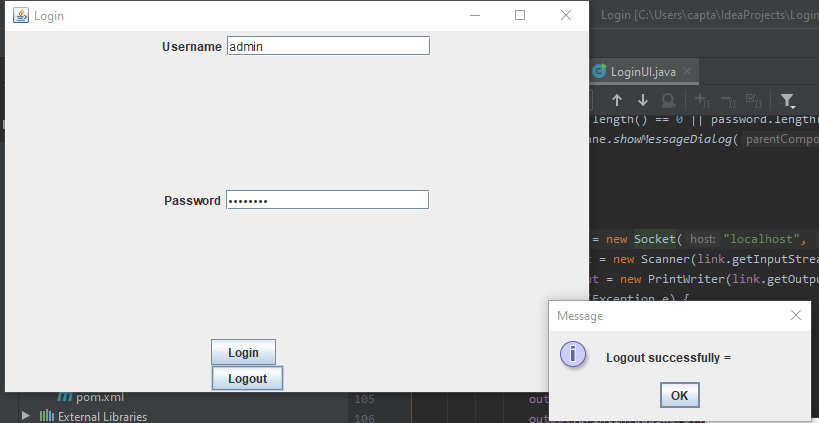 Login
Login [C:\Users\capta\IdeaProjects\Login
Username admin
LoginUI.java
.length() == 0 || password.length(
ne.showMessageDialog( parentCompo
Password ••••••••
= new Socket( host: "localhost",
= new Scanner(link.getInputStrea
= new PrintWriter(link.getOutpu
(Exception e) {
Message
Logout successfully =
OK
Login
Logout
pom.xml
105
External Libraries
106